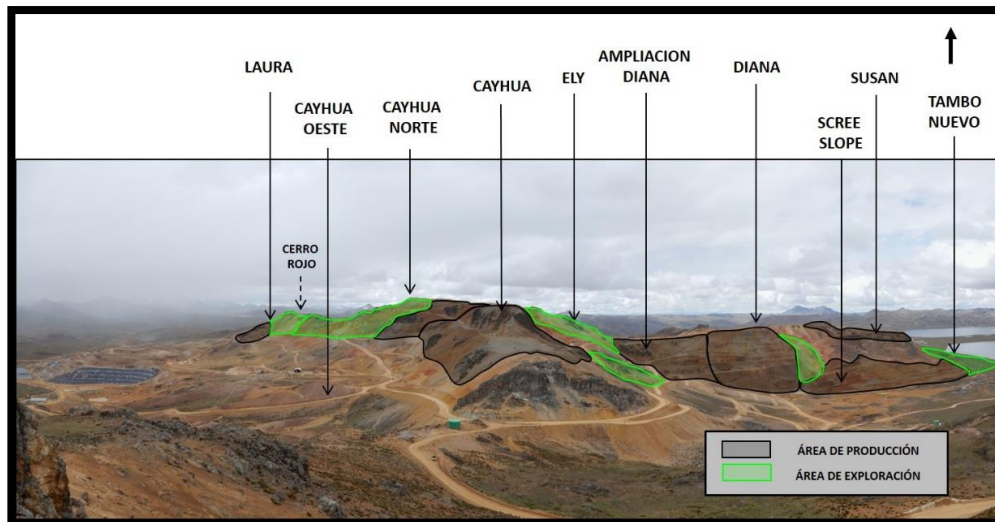 LAURA
CAYHUA
OESTE
CAYHUA
NORTE
CAYHUA
ELY
AMPLIACION
DIANA
DIANA
SCREE
SLOPE
SUSAN
TAMBO
NUEVO
CERRO
ROJO
ÁREA DE PRODUCCIÓN
ÁREA DE EXPLORACIÓN